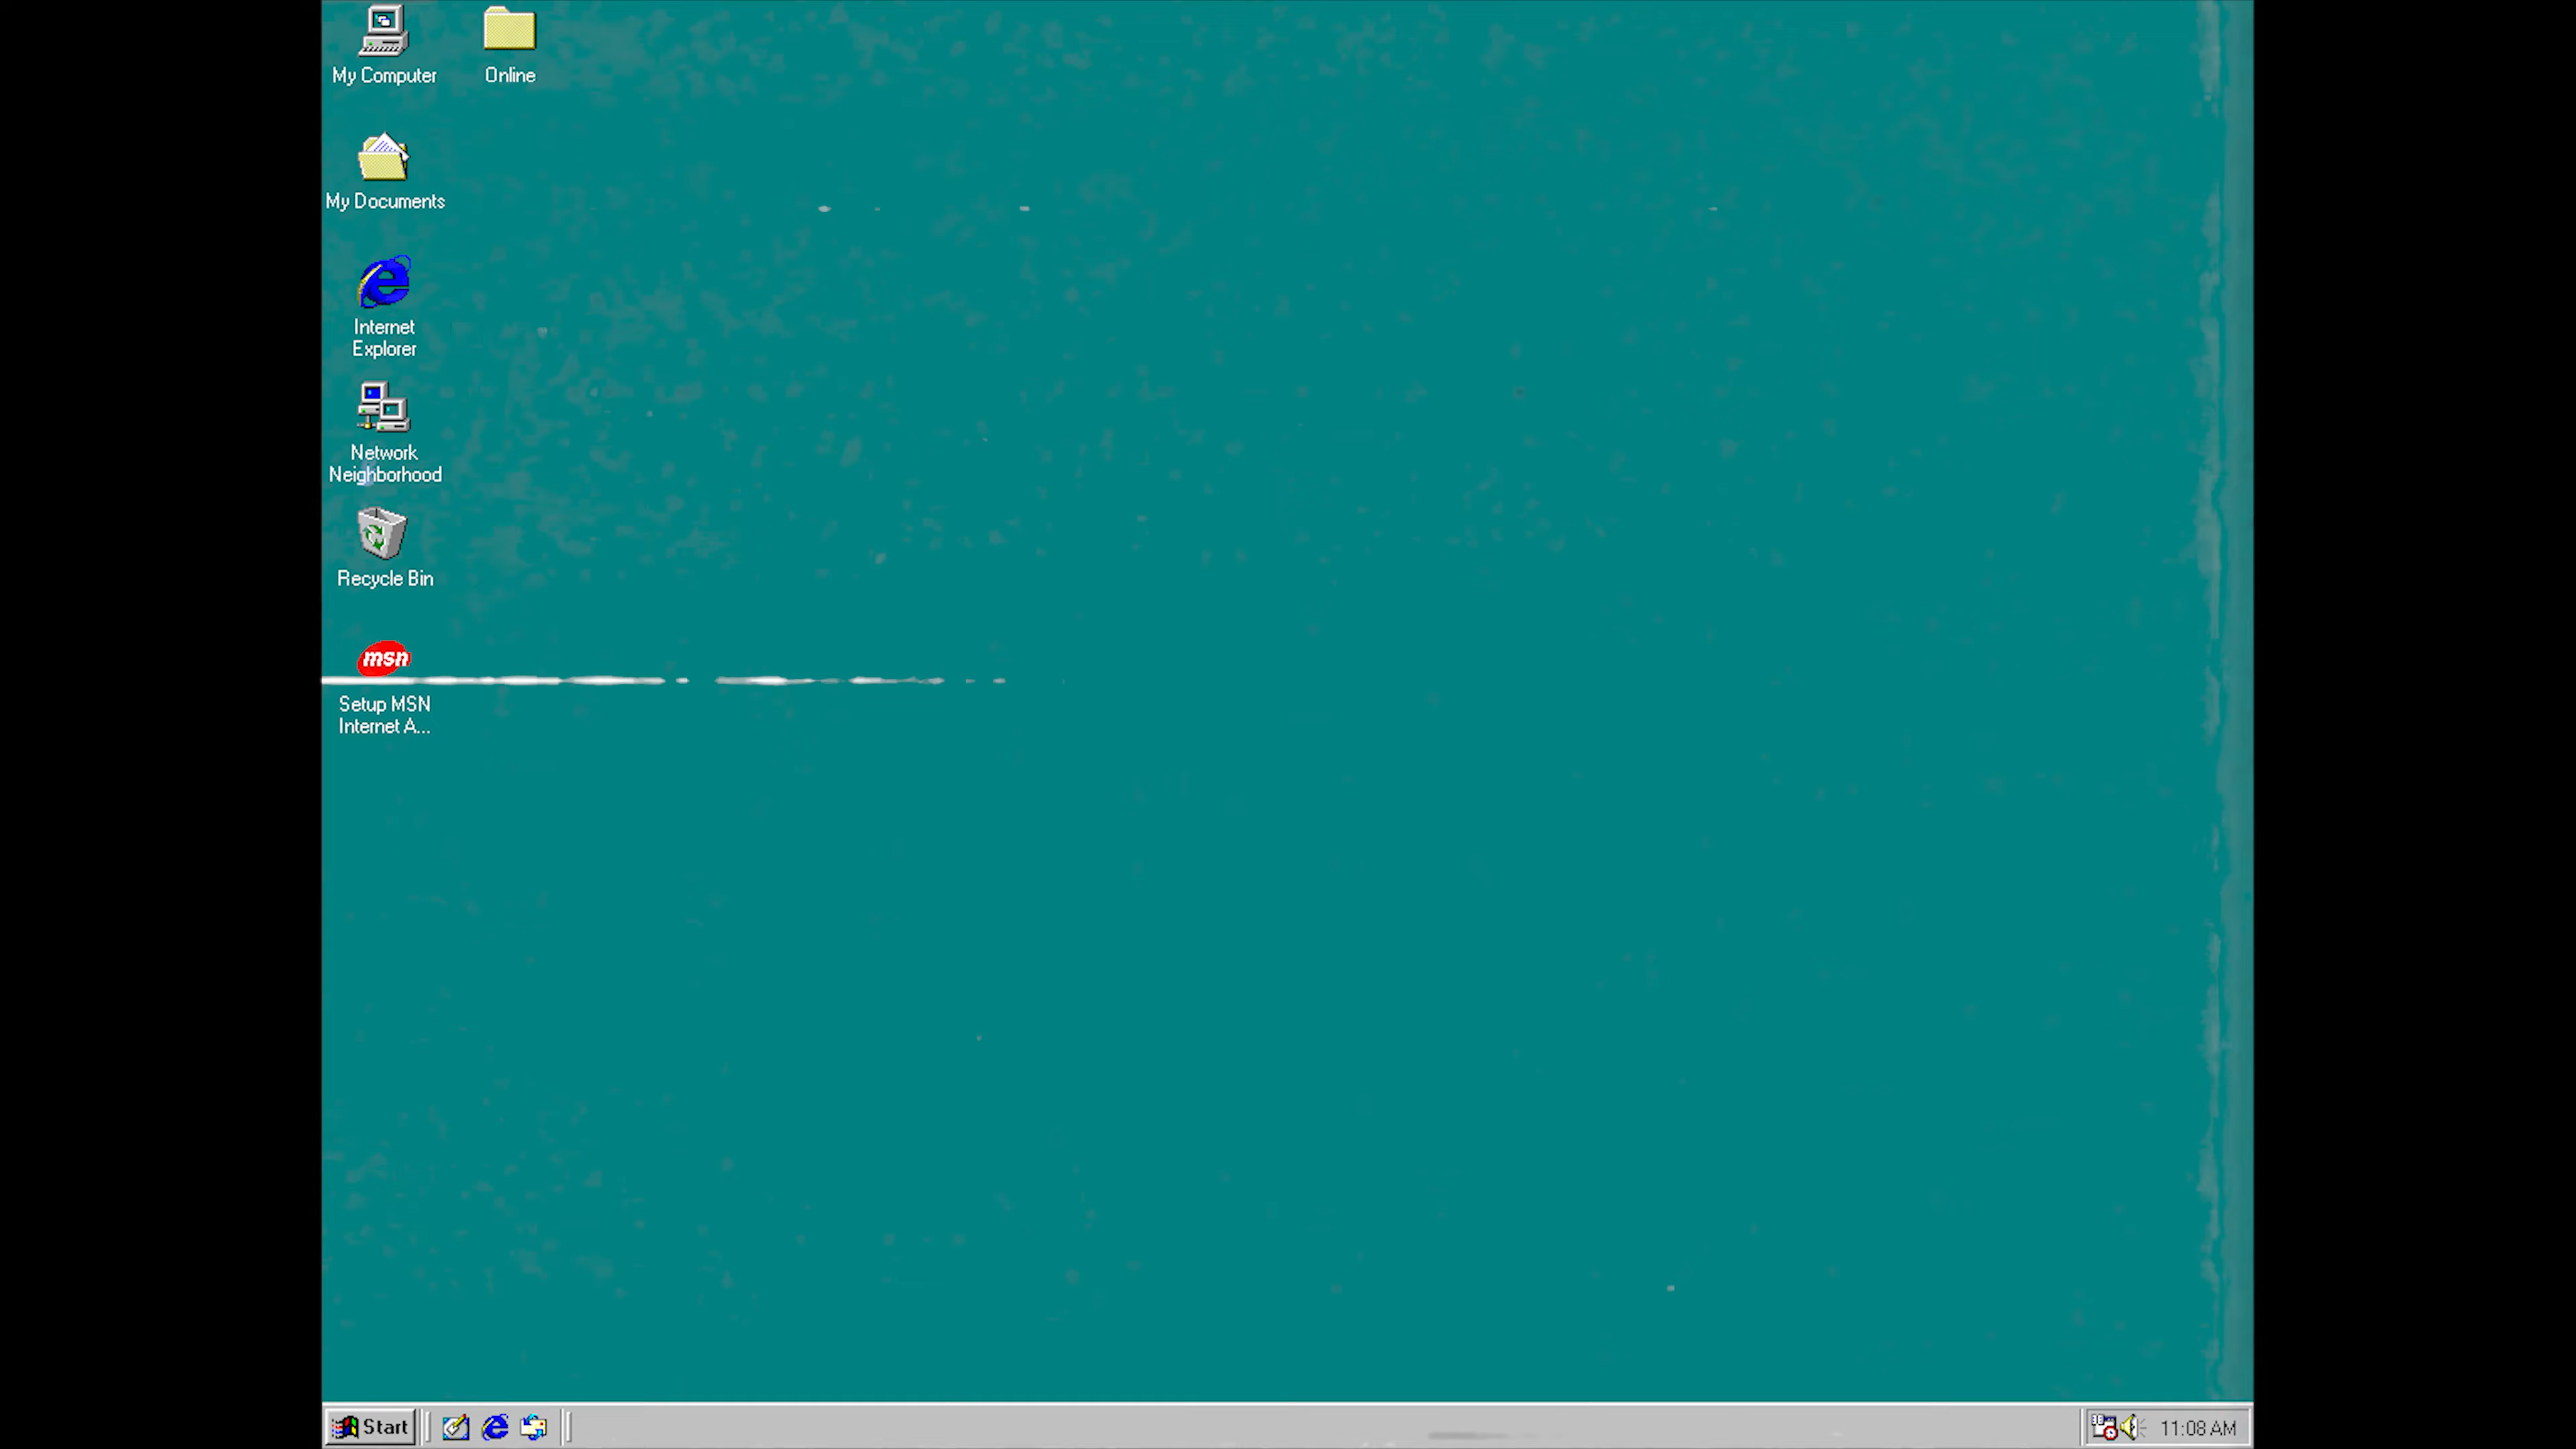 My Computer
Online
My Documents
Internet
Explorer
Network
Neighborhood
Recycle Bin
msn
Setup MSN
Internet A...
Start
11:08 AM